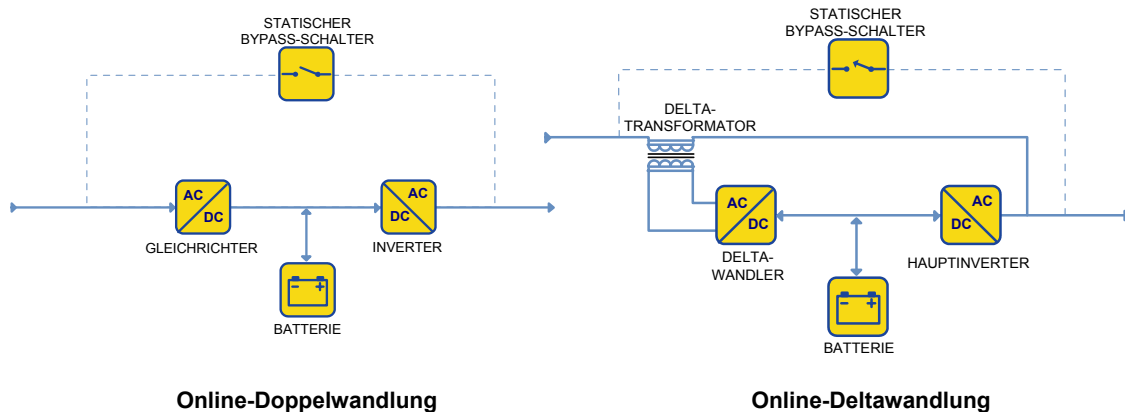 STATISCHER
BYPASS-SCHALTER
AC
DC
GLEICHRICHTER
AC
DC
INVERTER
- +
BATTERIE
Online-Doppelwandlung
STATISCHER
BYPASS-SCHALTER
DELTA-
TRANSFORMATOR
AC
DC
DELTA-
WANDLER
AC
DC
HAUPTINVERTER
- +
BATTERIE
Online-Deltawandlung